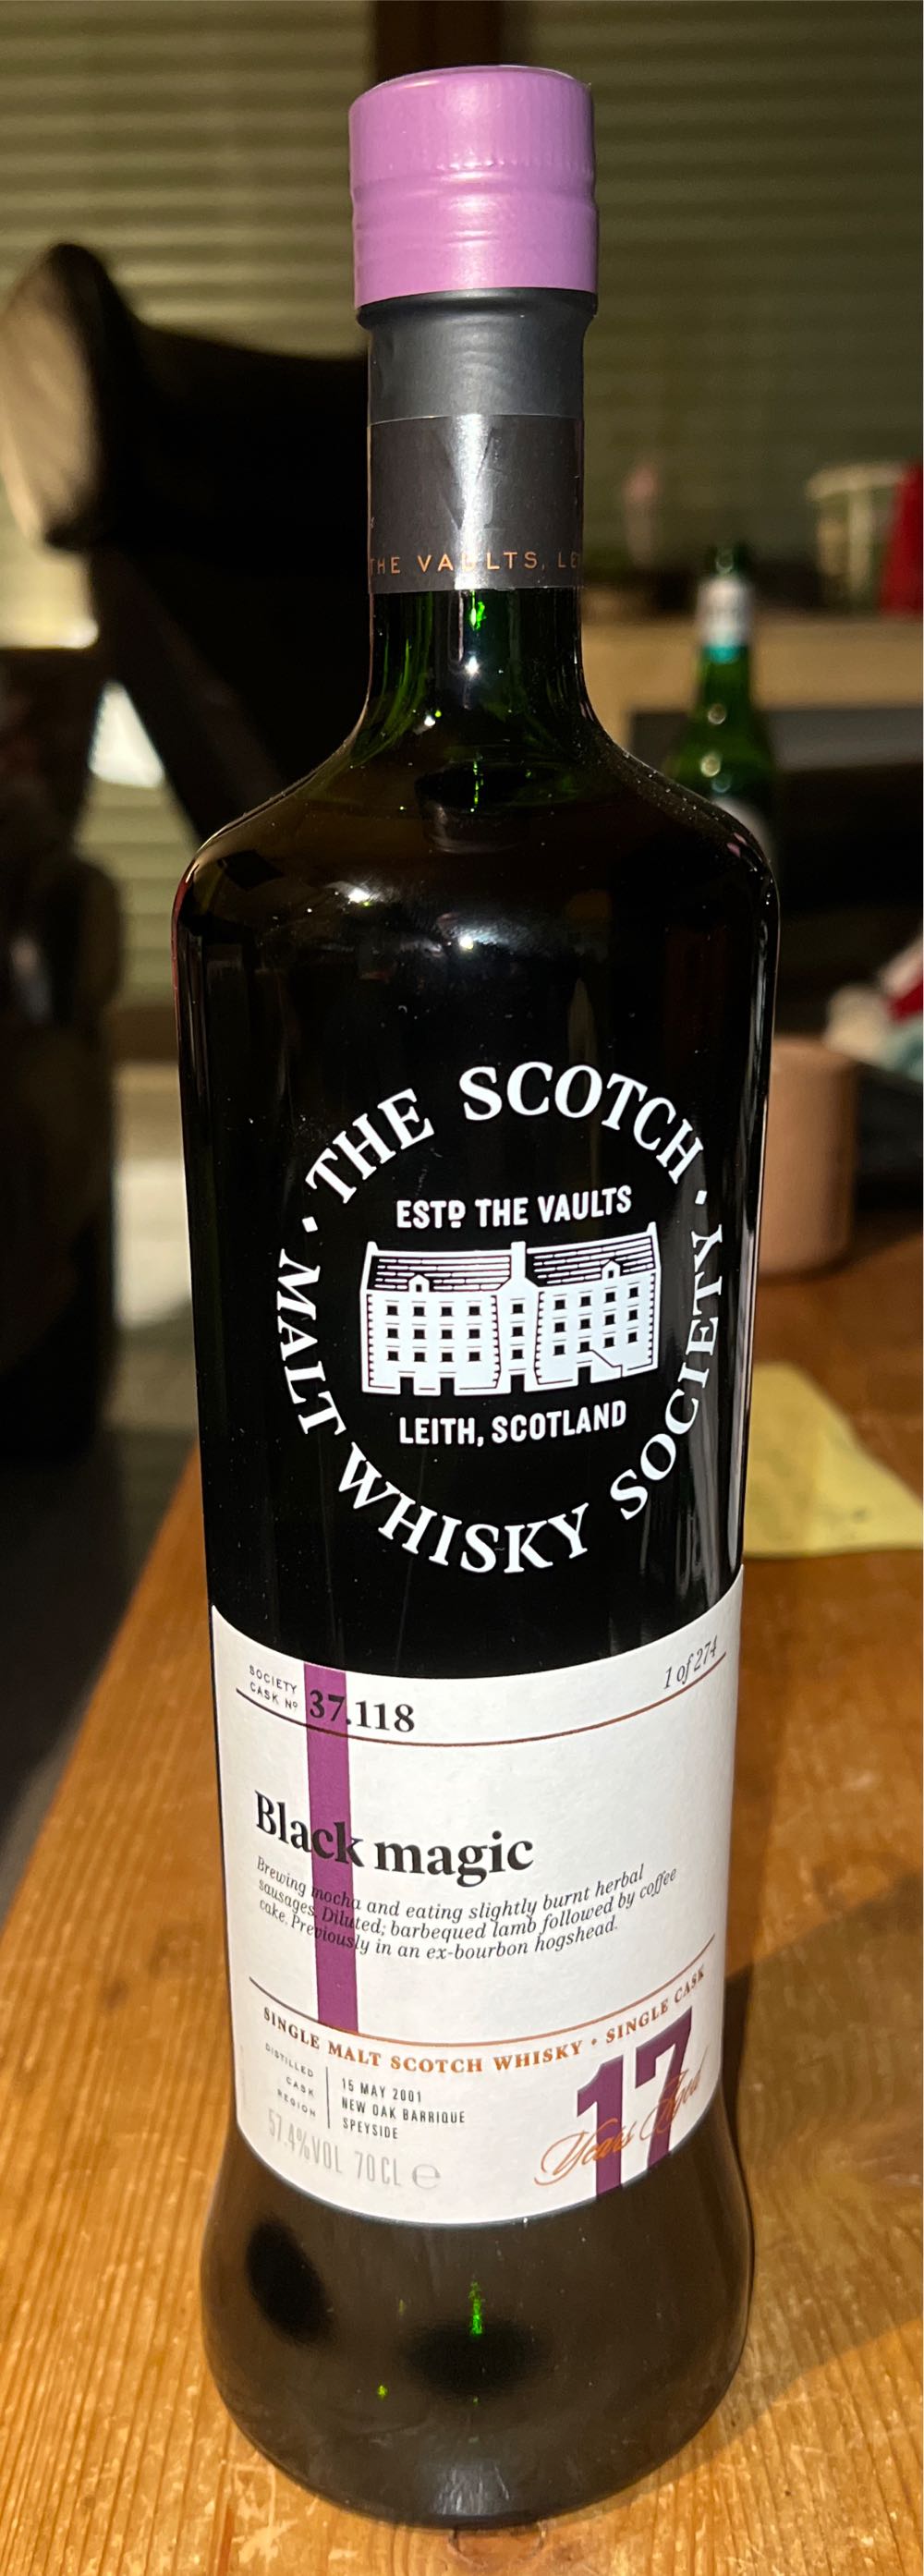 THE VAULTS, LE
THE SCOTCH
MALT WHISKY SOCIETY
ESTD THE VAULTS
LEITH, SCOTLAND
SOCIETY
CASK Nº
37.118
1 of 274
Black magic
Brewing mocha and eating slightly burnt herbal
sausages. Diluted; barbequed lamb followed by coffee
cake. Previously in an ex-bourbon hogshead.
SINGLE MALT SCOTCH WHISKY • SINGLE CASK
DISTILLED 15 MAY 2001
CASK NEW OAK BARRIQUE
REGION SPEYSIDE
57.4%VOL 70CL e
17
Years Aged